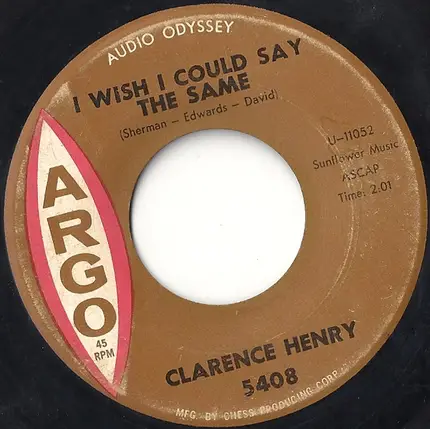 AUDIO ODYSSEY
I WISH I COULD SAY
THE SAME
(Sherman - Edwards - David)
U-11052
Sunflower Music
ASCAP
Time: 2:01
ARGO
45
RPM
CLARENCE HENRY
5408
MFG. BY CHESS PRODUCING CORP.